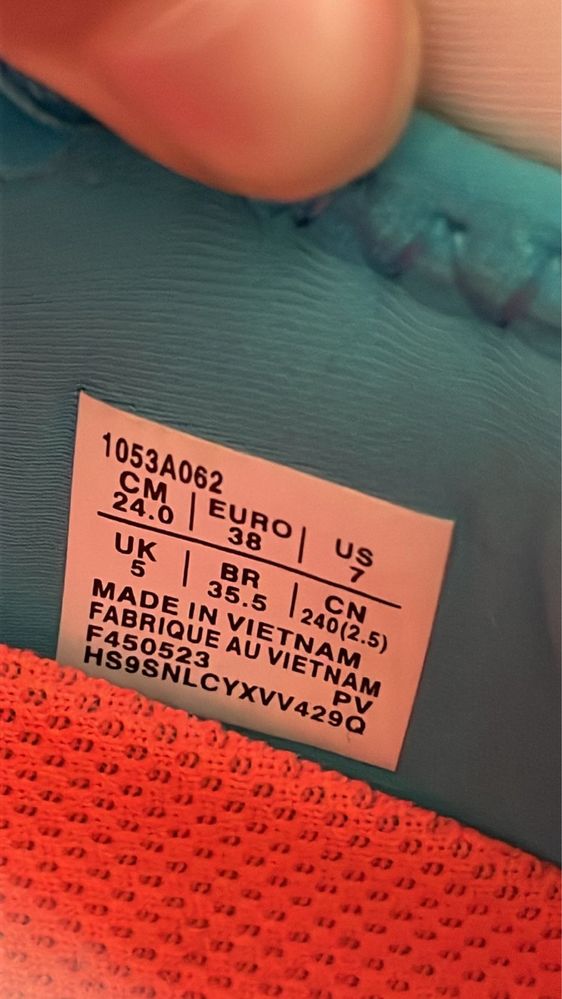 1053A062
CM | EURO | US
24.0 38 7
UK | BR | CN
5 35.5 240(2.5)
MADE IN VIETNAM
FABRIQUE AU VIETNAM
F450523 PV
HS9SNLCYXVV429Q